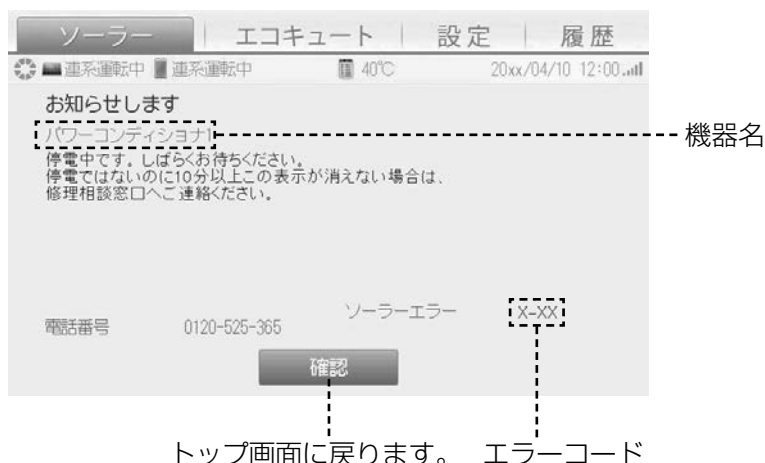 ソーラー エコキュート 設定 履歴
連系運転中 連系運転中 40℃ 20xx/04/10 12:00
お知らせします
パワーコンディショナ1 機器名
停電中です。しばらくお待ちください。
停電ではないのに10分以上この表示が消えない場合は、
修理相談窓口へご連絡ください。
ソーラーエラー X-XX
電話番号 0120-525-365
確認
トップ画面に戻ります。 エラーコード